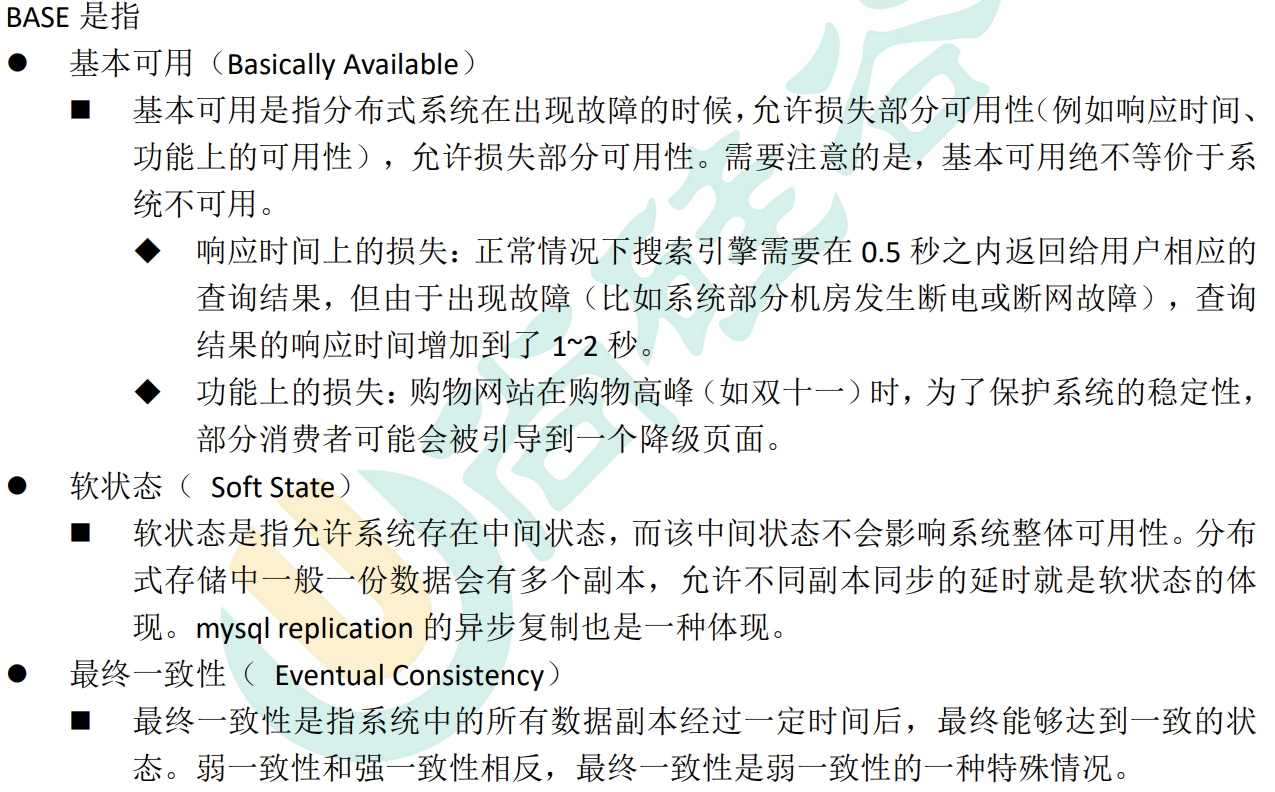 BASE 是指
● 基本可用（Basically Available）
■ 基本可用是指分布式系统在出现故障的时候，允许损失部分可用性（例如响应时间、
功能上的可用性），允许损失部分可用性。需要注意的是，基本可用绝不等价于系
统不可用。
◆ 响应时间上的损失：正常情况下搜索引擎需要在 0.5 秒之内返回给用户相应的
查询结果，但由于出现故障（比如系统部分机房发生断电或断网故障），查询
结果的响应时间增加到了 1~2 秒。
◆ 功能上的损失：购物网站在购物高峰（如双十一）时，为了保护系统的稳定性，
部分消费者可能会被引导到一个降级页面。
● 软状态（ Soft State）
■ 软状态是指允许系统存在中间状态，而该中间状态不会影响系统整体可用性。分布
式存储中一般一份数据会有多个副本，允许不同副本同步的延时就是软状态的体
现。mysql replication 的异步复制也是一种体现。
● 最终一致性（ Eventual Consistency）
■ 最终一致性是指系统中的所有数据副本经过一定时间后，最终能够达到一致的状
态。弱一致性和强一致性相反，最终一致性是弱一致性的一种特殊情况。
尚硅谷